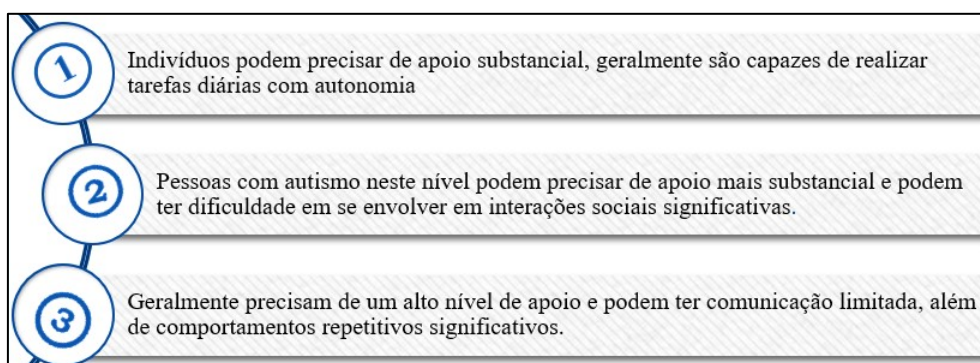 1
Indivíduos podem precisar de apoio substancial, geralmente são capazes de realizar
tarefas diárias com autonomia
2
Pessoas com autismo neste nível podem precisar de apoio mais substancial e podem
ter dificuldade em se envolver em interações sociais significativas.
3
Geralmente precisam de um alto nível de apoio e podem ter comunicação limitada, além
de comportamentos repetitivos significativos.